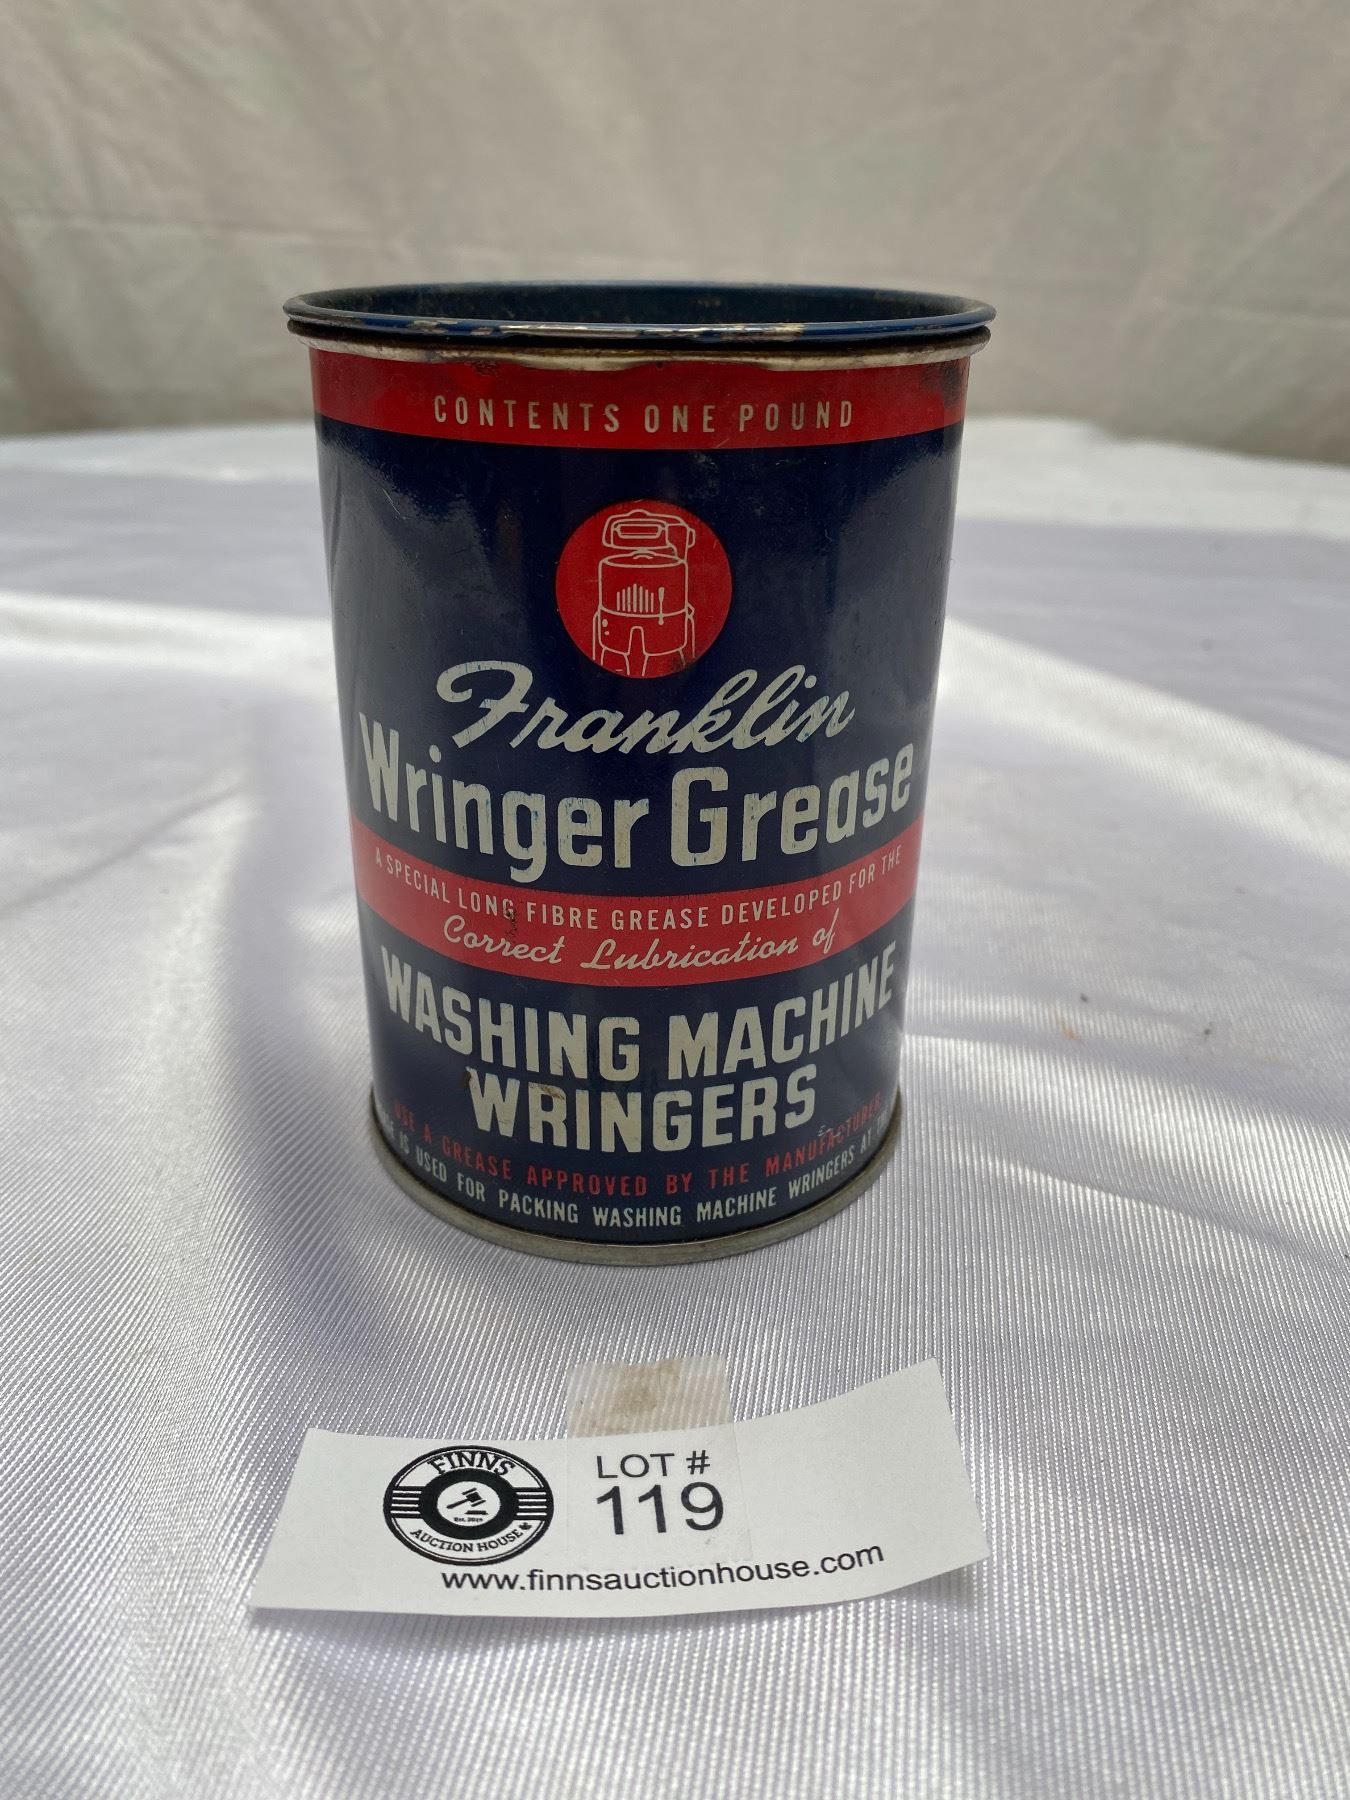 CONTENTS ONE POUND
Franklin
Wringer Grease
A SPECIAL LONG FIBRE GREASE DEVELOPED FOR THE
Correct Lubrication of
WASHING MACHINE
WRINGERS
USE A GREASE APPROVED BY THE MANUFACTURER
IS USED FOR PACKING WASHING MACHINE WRINGERS AT
FINNS
Est. 2019
AUCTION HOUSE
LOT #
119
www.finnsauctionhouse.com